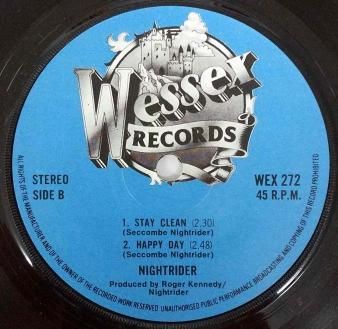 Wessex
RECORDS
STEREO
SIDE B
WEX 272
45 R.P.M.
1. STAY CLEAN (2.30)
(Seccombe Nightrider)
2. HAPPY DAY (2.48)
(Seccombe Nightrider)
NIGHTRIDER
Produced by Roger Kennedy/
Nightrider
ALL RIGHTS OF THE MANUFACTURER AND OF THE OWNER OF THE RECORDED WORK RESERVED UNAUTHORISED PUBLIC PERFORMANCE BROADCASTING AND COPYING OF THIS RECORD PROHIBITED